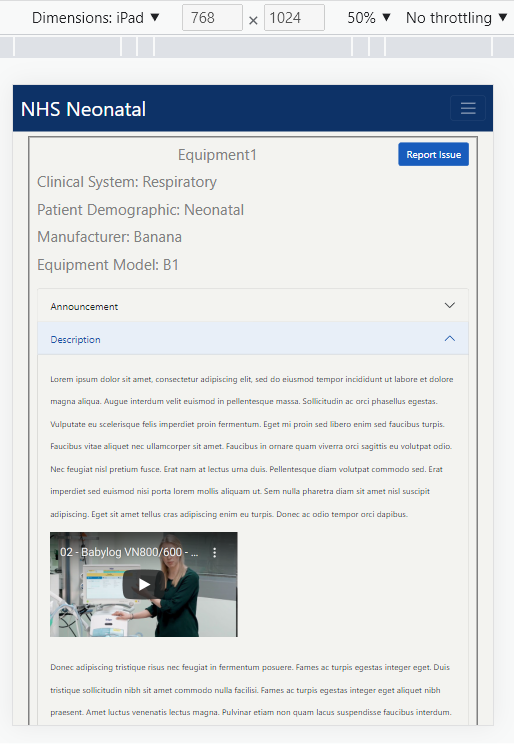 Dimensions: iPad ▼ 768 × 1024 50% ▼ No throttling ▼
NHS Neonatal
Equipment1
Report Issue
Clinical System: Respiratory
Patient Demographic: Neonatal
Manufacturer: Banana
Equipment Model: B1
Announcement
Description
Lorem ipsum dolor sit amet, consectetur adipiscing elit, sed do eiusmod tempor incididunt ut labore et dolore
magna aliqua. Augue interdum velit euismod in pellentesque massa. Sollicitudin ac orci phasellus egestas.
Vulputate eu scelerisque felis imperdiet proin fermentum. Eget mi proin sed libero enim sed faucibus turpis.
Faucibus vitae aliquet nec ullamcorper sit amet. Faucibus in ornare quam viverra orci sagittis eu volutpat odio.
Nec feugiat nisl pretium fusce. Erat nam at lectus urna duis. Pellentesque diam volutpat commodo sed. Erat
imperdiet sed euismod nisi porta lorem mollis aliquam ut. Sem nulla pharetra diam sit amet nisl suscipit
adipiscing. Eget sit amet tellus cras adipiscing enim eu turpis. Donec ac odio tempor orci dapibus.
02 - Babylog VN800/600 - ...
Donec adipiscing tristique risus nec feugiat in fermentum posuere. Fames ac turpis egestas integer eget. Duis
tristique sollicitudin nibh sit amet commodo nulla facilisi. Fames ac turpis egestas integer eget aliquet nibh
praesent. Amet luctus venenatis lectus magna. Pulvinar etiam non quam lacus suspendisse faucibus interdum.